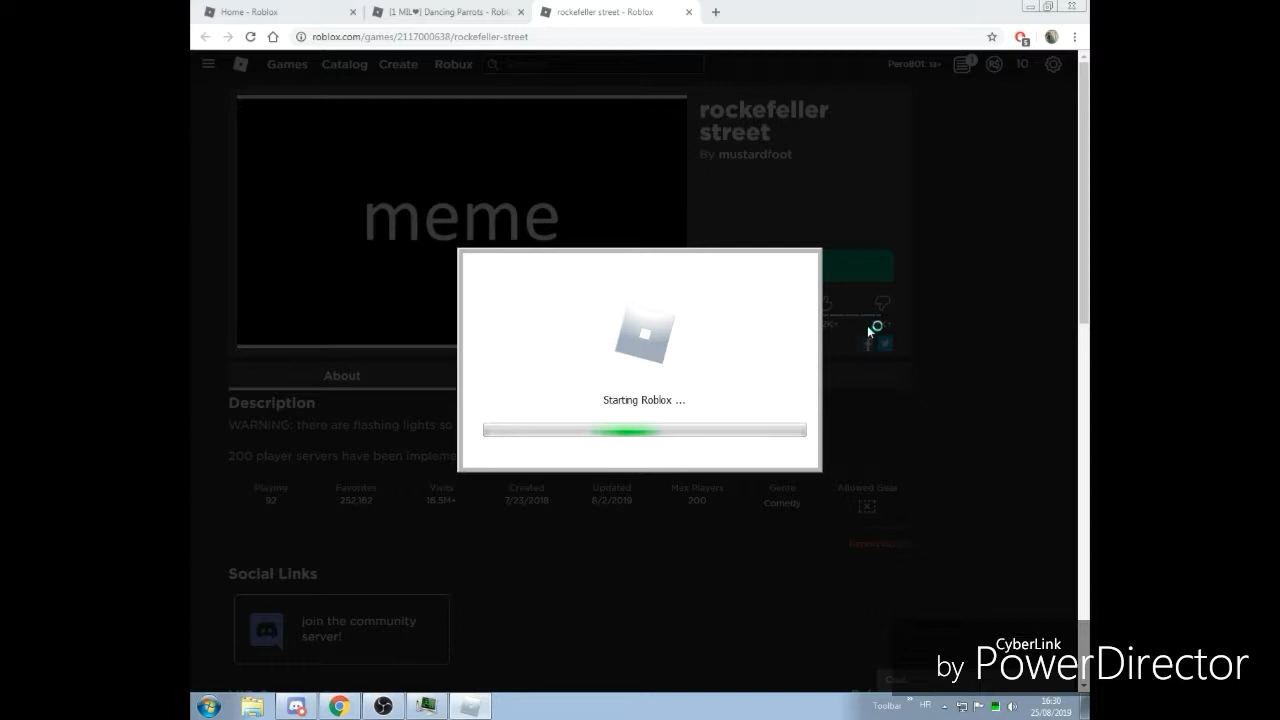 Home - Roblox
[1 MIL❤] Dancing Parrots - Robl
rockefeller street - Roblox
roblox.com/games/2117000638/rockefeller-street
Games Catalog Create Robux
10
rockefeller
street
By mustardfoot
meme
Starting Roblox ...
About
Description
WARNING: there are flashing lights so
200 player servers have been impleme
Playing Favorites Visits Created Updated Max Players Genre Allowed Gear
92 252,162 16.5M+ 7/23/2018 8/2/2019 200 Comedy
Social Links
join the community
server!
CyberLink
by PowerDirector
Toolbar
HR
16:30
25/08/2019